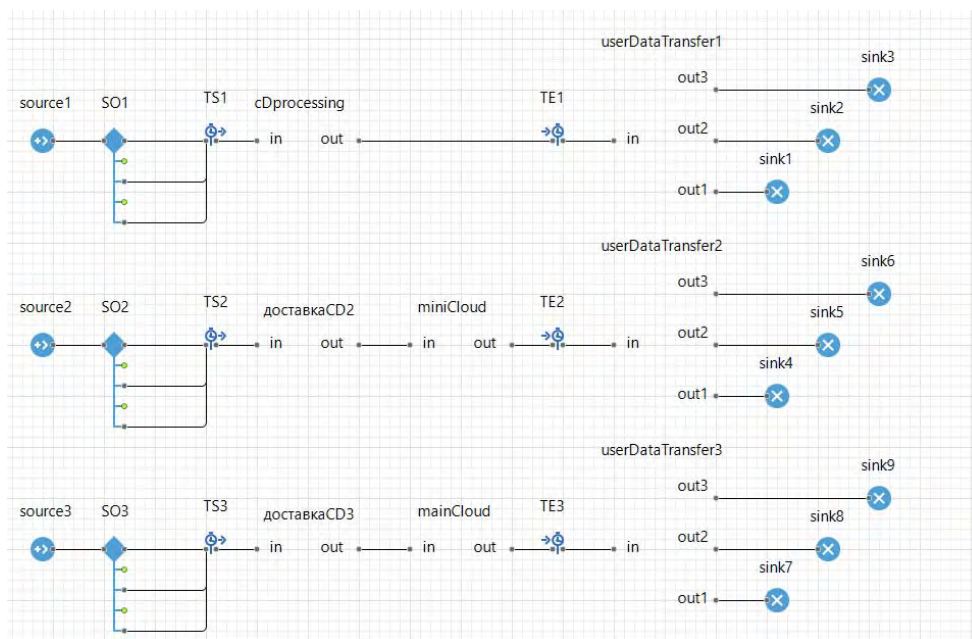 userDataTransfer1
sink3
out3
source1 SO1 TS1 cDprocessing TE1 sink2
in out in out2
sink1
out1
userDataTransfer2
sink6
out3
source2 SO2 TS2 доставкаCD2 miniCloud TE2 sink5
in out in out in out2
sink4
out1
userDataTransfer3
sink9
out3
source3 SO3 TS3 доставкаCD3 mainCloud TE3 sink8
in out in out in out2
sink7
out1